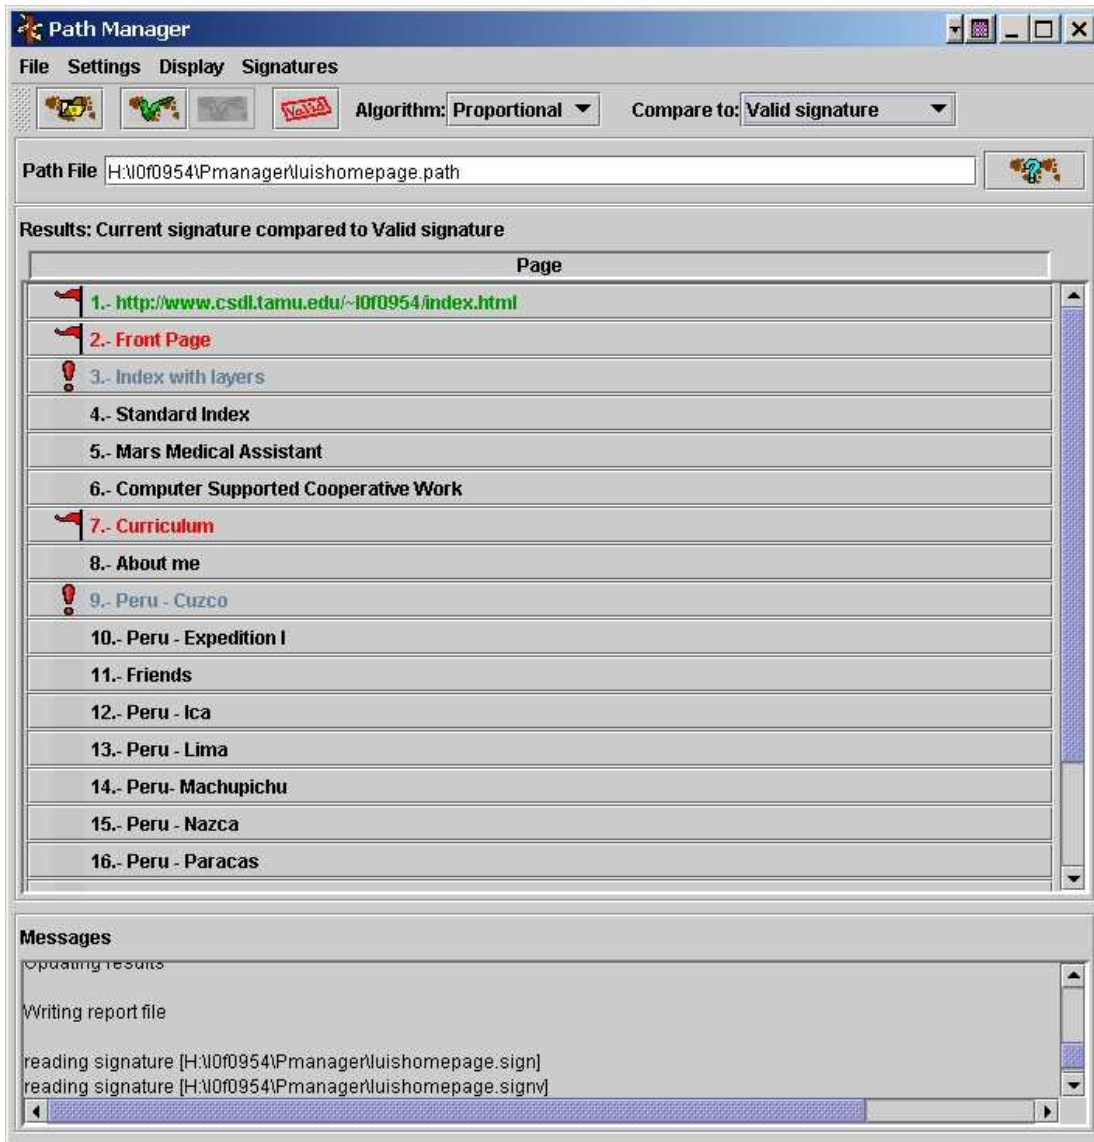 Path Manager
File Settings Display Signatures
Valid Algorithm: Proportional Compare to: Valid signature
Path File H:\l0f0954\Pmanager\luishomepage.path
Results: Current signature compared to Valid signature
Page
1.- http://www.csdl.tamu.edu/~l0f0954/index.html
2.- Front Page
3.- Index with layers
4.- Standard Index
5.- Mars Medical Assistant
6.- Computer Supported Cooperative Work
7.- Curriculum
8.- About me
9.- Peru - Cuzco
10.- Peru - Expedition I
11.- Friends
12.- Peru - Ica
13.- Peru - Lima
14.- Peru- Machupichu
15.- Peru - Nazca
16.- Peru - Paracas
Messages
Updating results
Writing report file
reading signature [H:\l0f0954\Pmanager\luishomepage.sign]
reading signature [H:\l0f0954\Pmanager\luishomepage.signv]